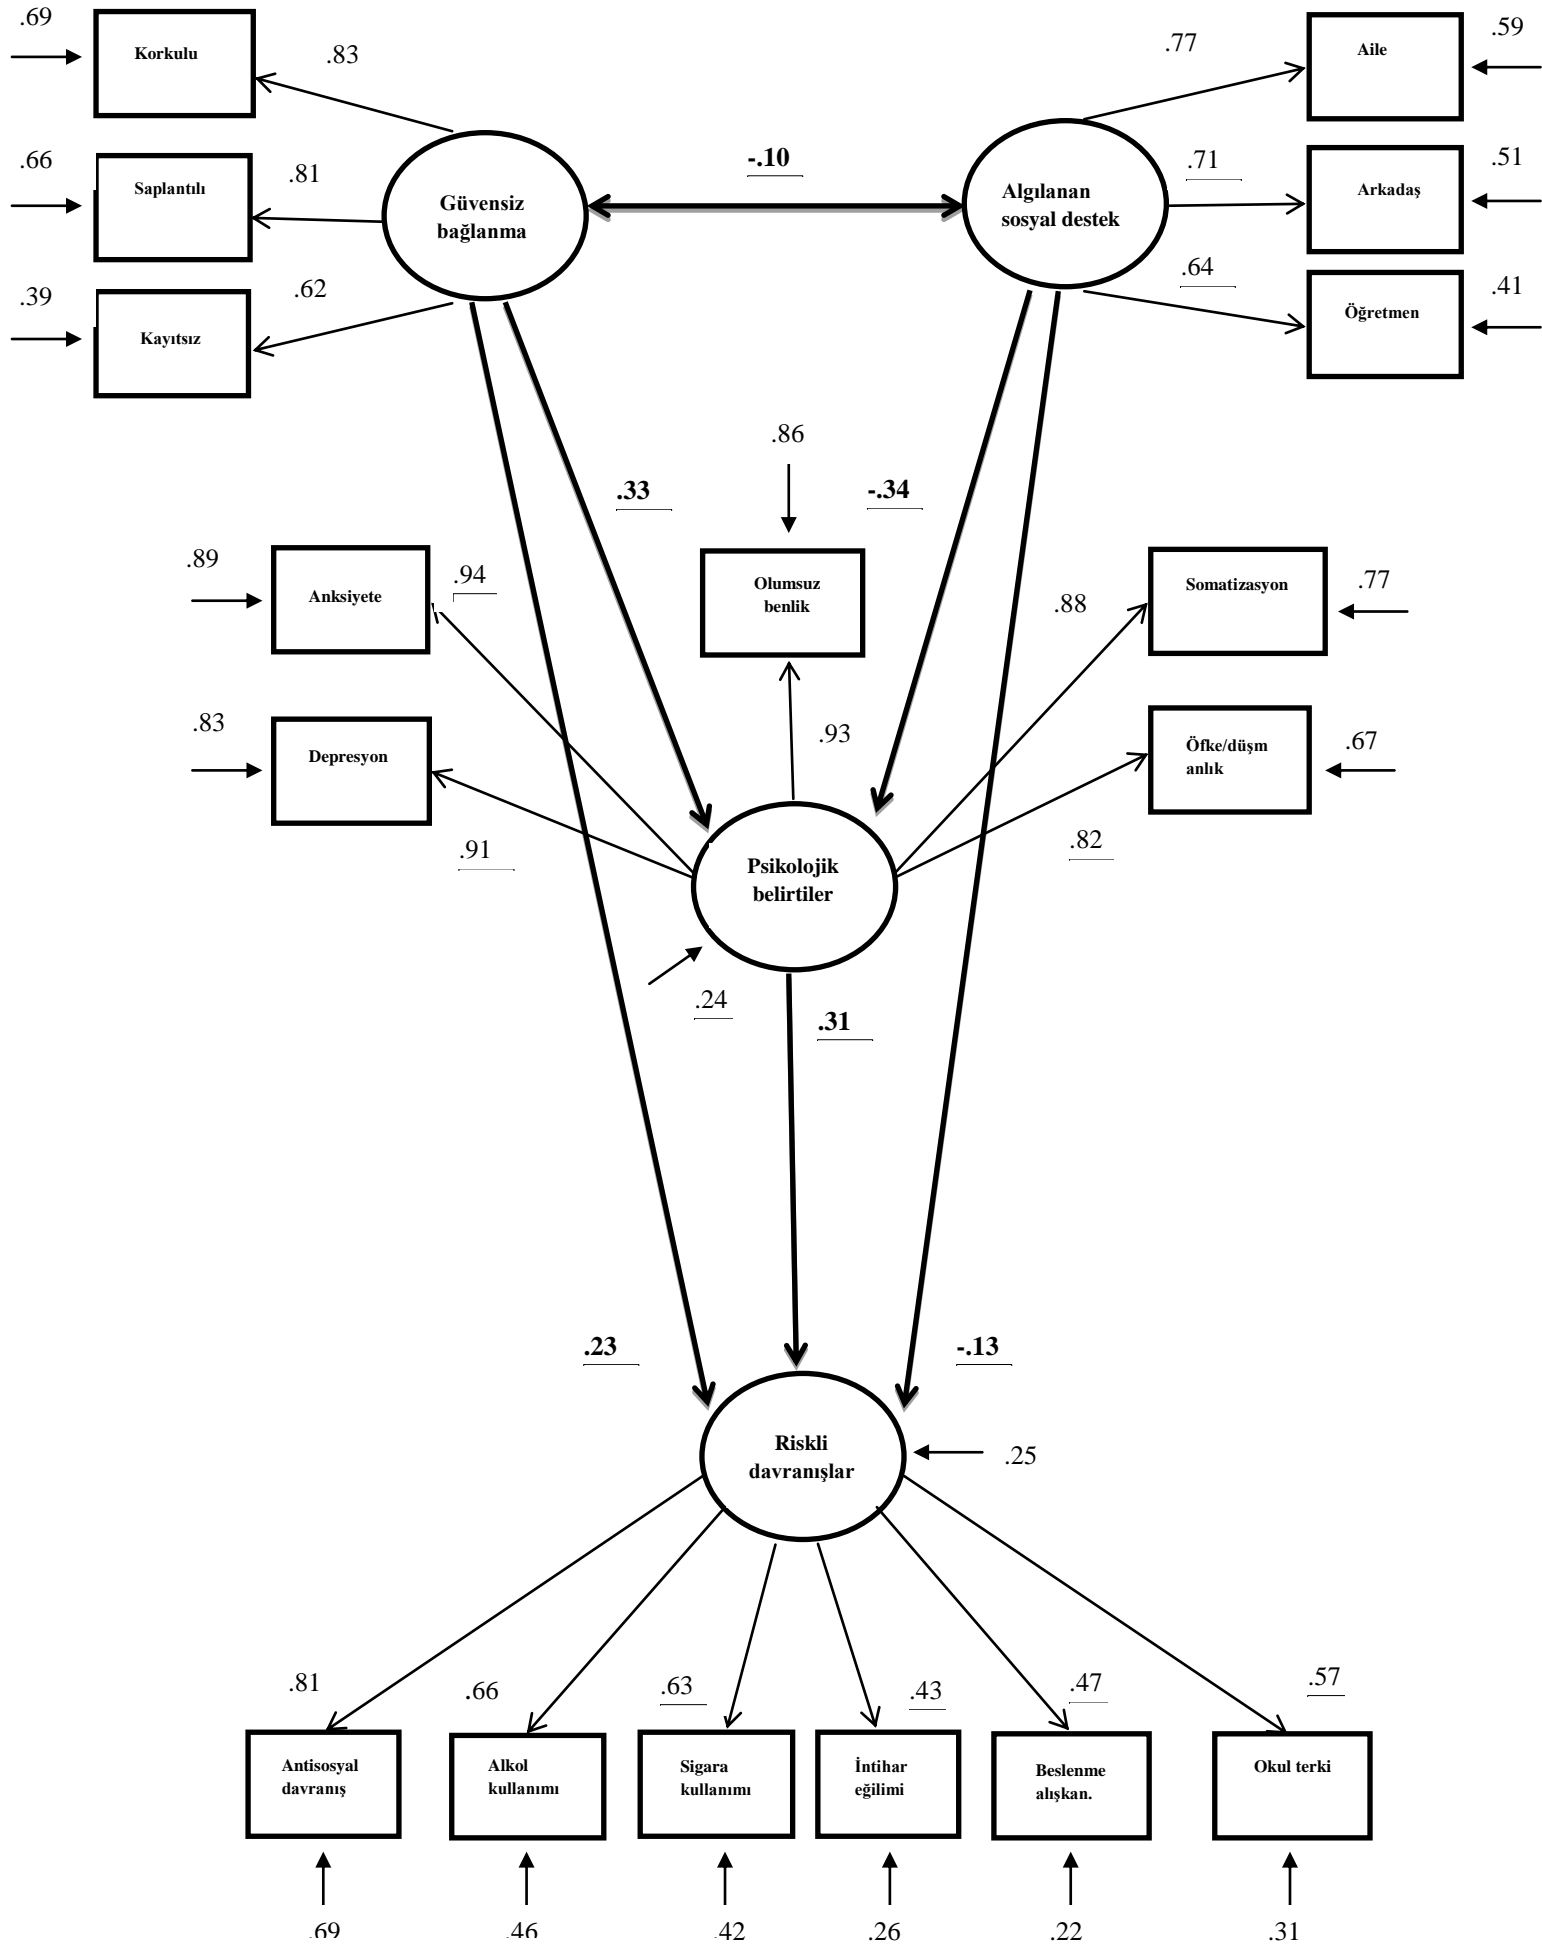 .69
Korkulu
.83
.77
Aile
.59
.66
Saplantılı
.81
-.10
.71
Arkadaş
.51
Güvensiz
bağlanma
Algılanan
sosyal destek
.39
Kayıtsız
.62
.64
Öğretmen
.41
.86
.33
-.34
.89
Anksiyete
.94
Olumsuz
benlik
.88
Somatizasyon
.77
.83
Depresyon
.91
.93
Öfke/düşm
anlık
.67
.82
Psikolojik
belirtiler
.24
.31
.23
-.13
Riskli
davranışlar
.25
.81
.66
.63
.43
.47
.57
Antisosyal
davranış
Alkol
kullanımı
Sigara
kullanımı
İntihar
eğilimi
Beslenme
alışkan.
Okul terki
.69
.46
.42
.26
.22
.31